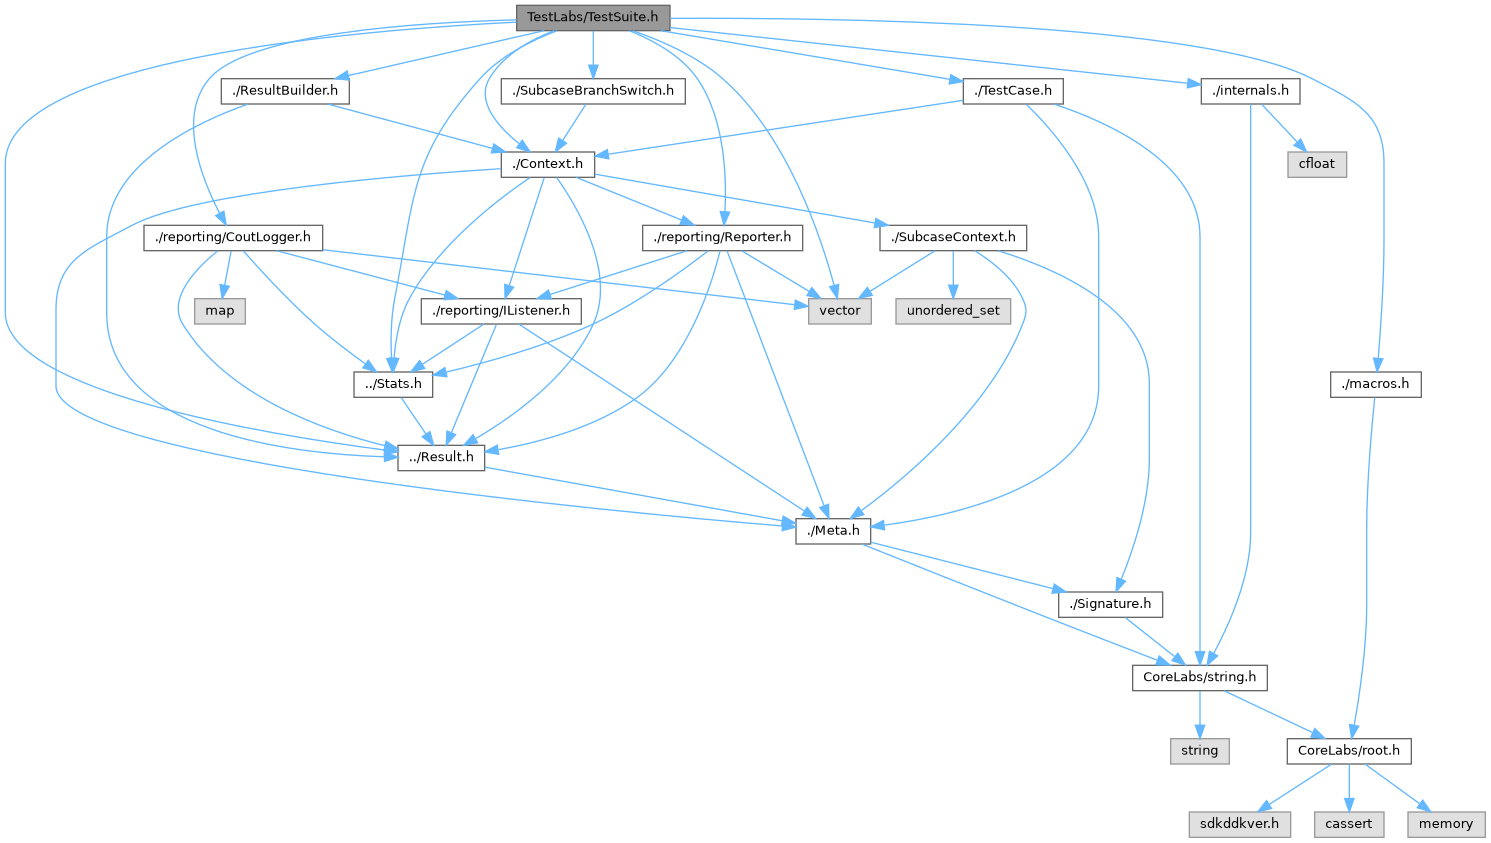 TestLabs/TestSuite.h
./ResultBuilder.h
./SubcaseBranchSwitch.h
./TestCase.h
./internals.h
./Context.h
cfloat
./reporting/CoutLogger.h
./reporting/Reporter.h
./SubcaseContext.h
map
./reporting/IListener.h
vector
unordered_set
../Stats.h
./macros.h
../Result.h
./Meta.h
./Signature.h
CoreLabs/string.h
string
CoreLabs/root.h
sdkddkver.h
cassert
memory